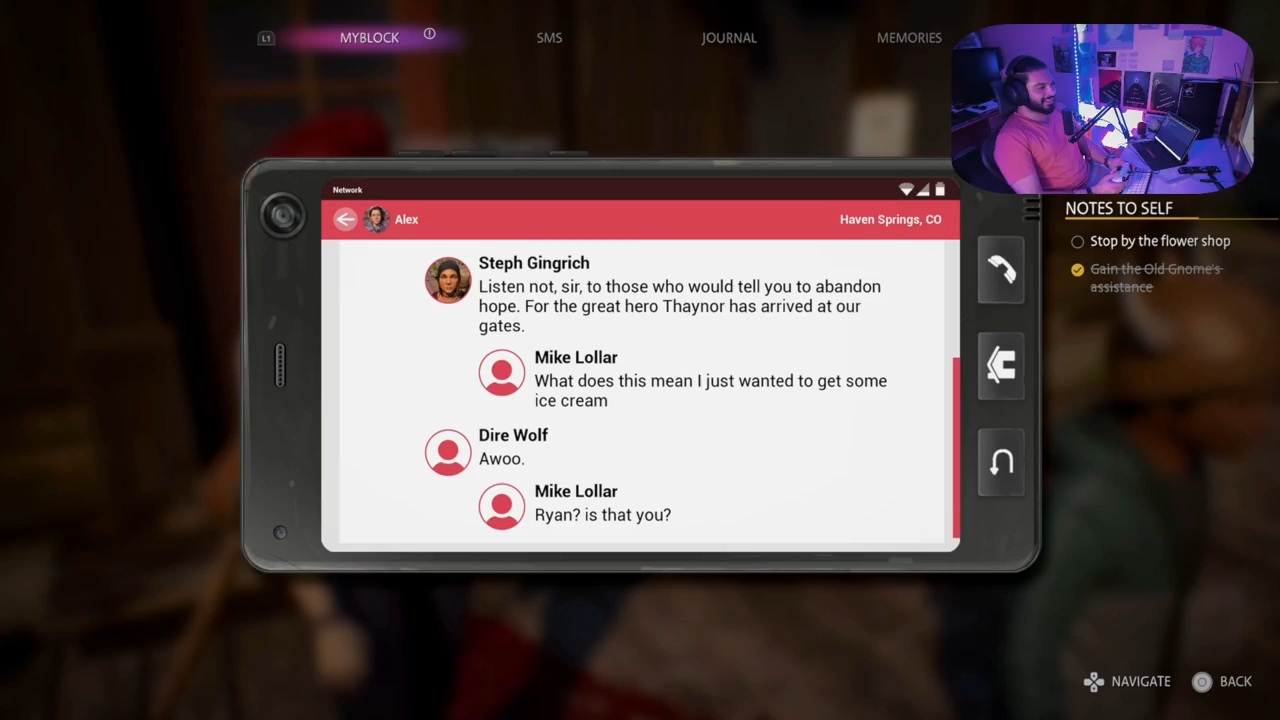 L1 MYBLOCK SMS JOURNAL MEMORIES
Network
Alex Haven Springs, CO
Steph Gingrich
Listen not, sir, to those who would tell you to abandon
hope. For the great hero Thaynor has arrived at our
gates.
Mike Lollar
What does this mean I just wanted to get some
ice cream
Dire Wolf
Awoo.
Mike Lollar
Ryan? is that you?
NOTES TO SELF
Stop by the flower shop
Gain the Old Gnome's
assistance
NAVIGATE BACK